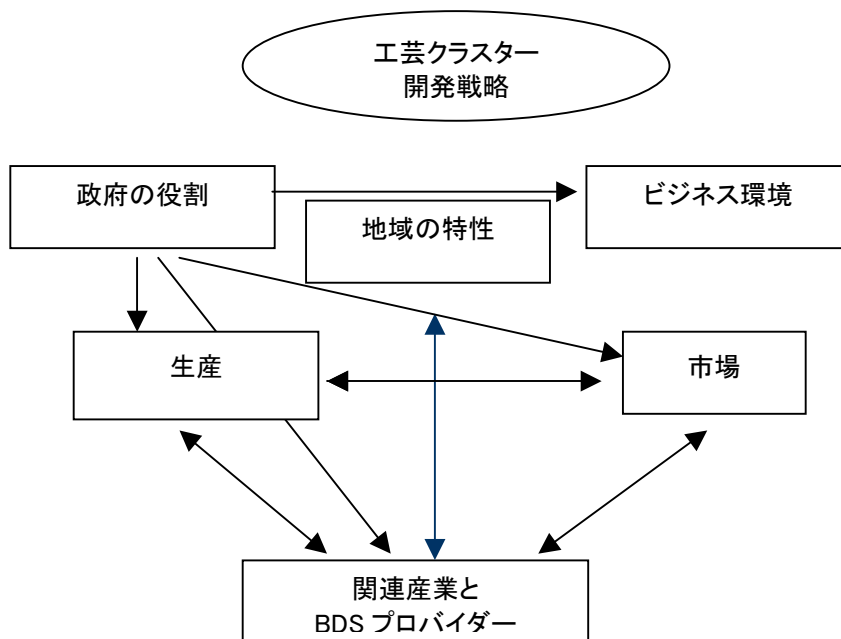 工芸クラスター
開発戦略
政府の役割
ビジネス環境
地域の特性
生産
市場
関連産業と
BDS プロバイダー